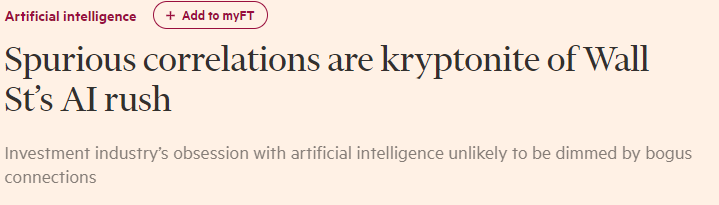 Artificial intelligence + Add to myFT
Spurious correlations are kryptonite of Wall
St’s AI rush
Investment industry’s obsession with artificial intelligence unlikely to be dimmed by bogus
connections